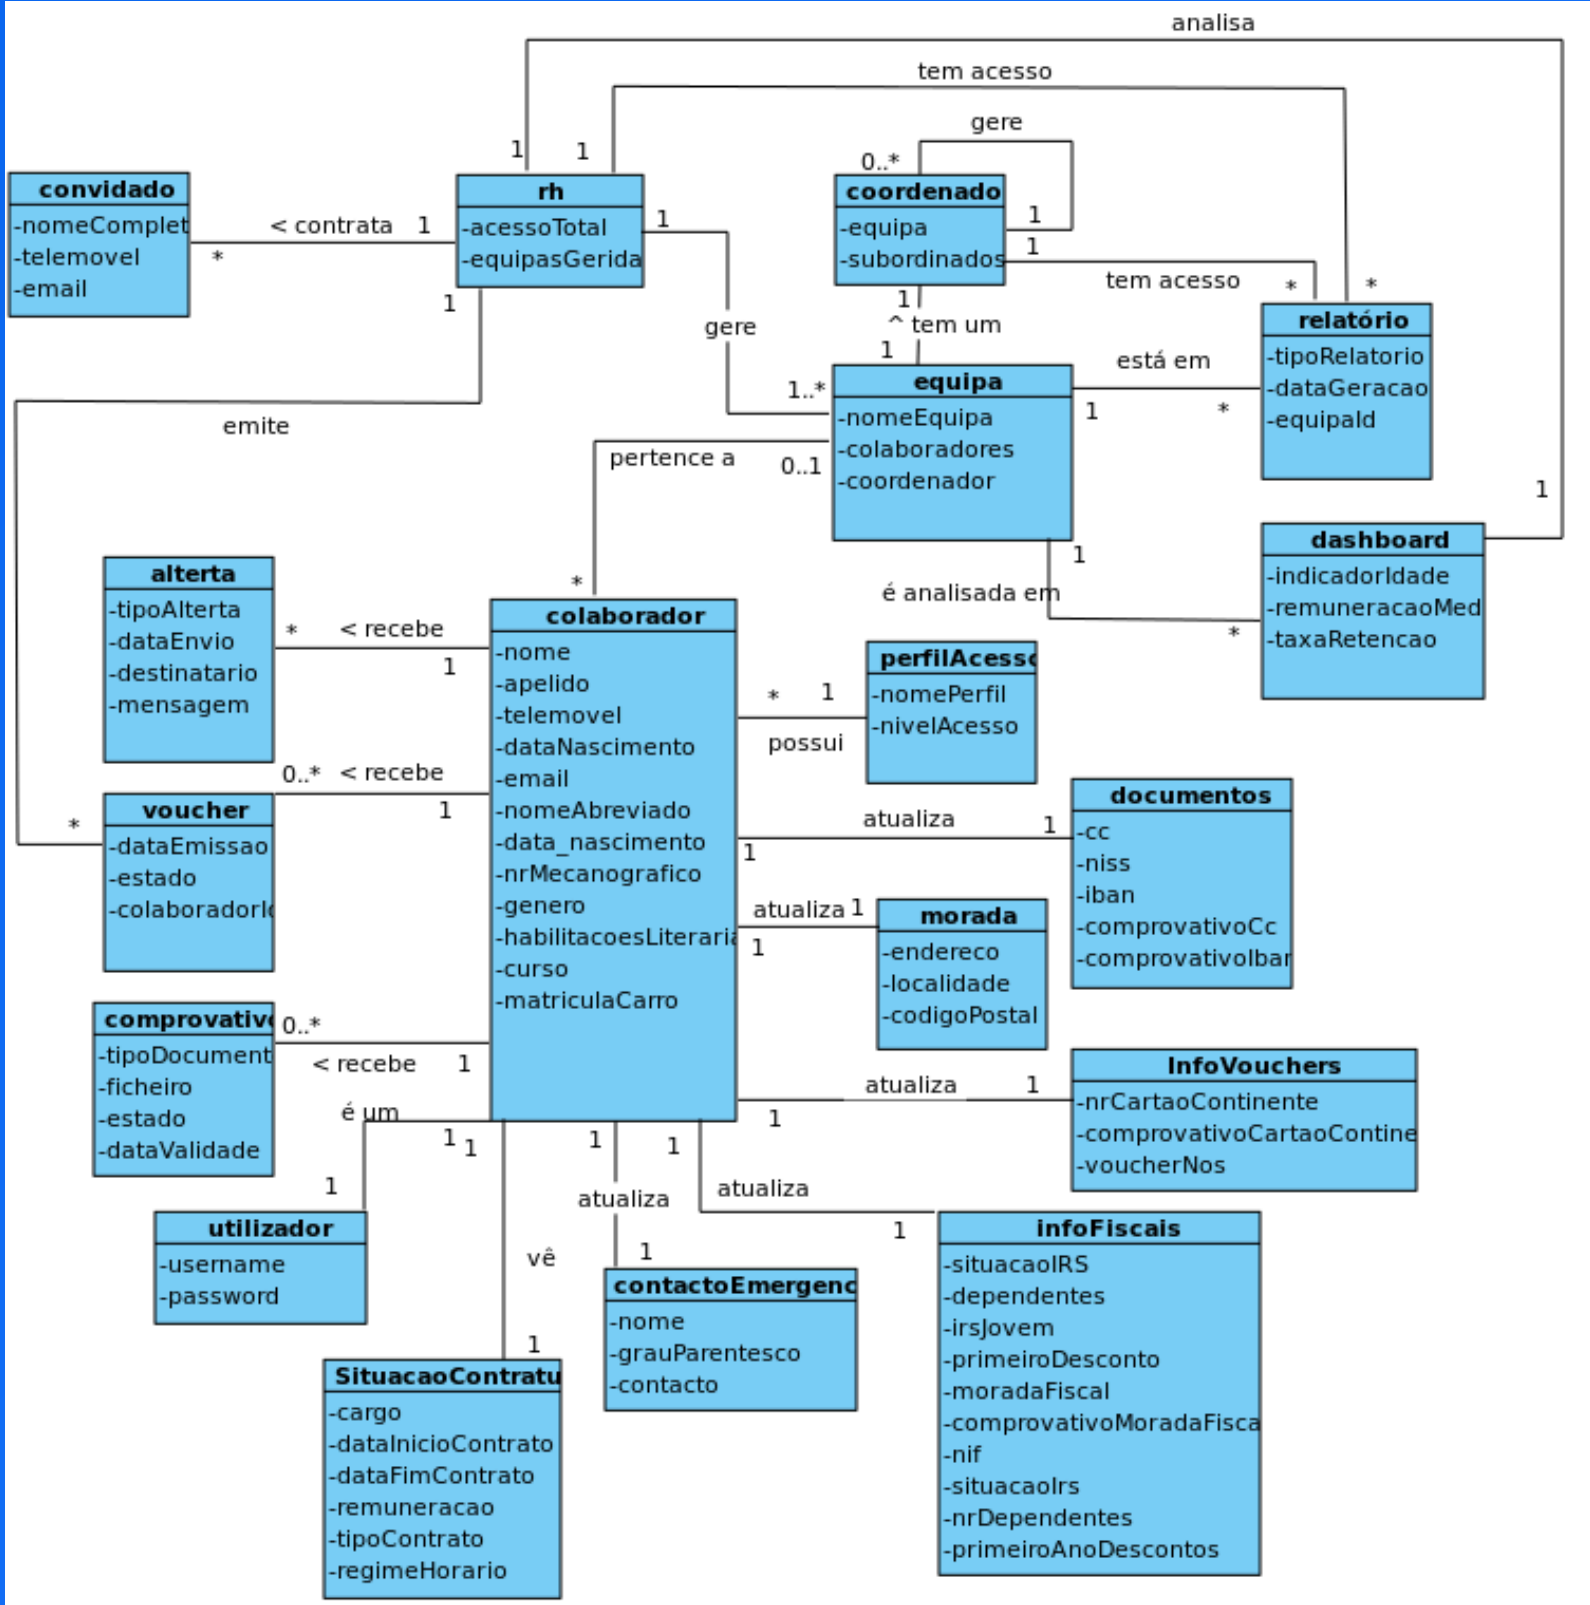 analisa
tem acesso
1
1
gere
0..*
1
convidado
-nomeComplet
-telemovel
-email
< contrata
1
*
rh
-acessoTotal
-equipasGerida
1
1
gere
1..*
coordenado
-equipa
-subordinados
1
tem acesso
*
*
1
^ tem um
1
relatório
-tipoRelatorio
-dataGeracao
-equipaId
equipa
-nomeEquipa
-colaboradores
-coordenador
está em
1
*
emite
pertence a
0..1
*
1
1
é analisada em
*
dashboard
-indicadorIdade
-remuneracaoMed
-taxaRetencao
alterta
-tipoAlterta
-dataEnvio
-destinatario
-mensagem
*
< recebe
1
colaborador
-nome
-apelido
-telemovel
-dataNascimento
-email
-nomeAbreviado
-data_nascimento
-nrMecanografico
-genero
-habilitacoesLiteraria
-curso
-matriculaCarro
perfilAcesso
-nomePerfil
-nivelAcesso
*
1
possui
0..*
< recebe
1
*
voucher
-dataEmissao
-estado
-colaboradorId
atualiza
1
1
documentos
-cc
-niss
-iban
-comprovativoCc
-comprovativoIban
atualiza
1
1
morada
-endereco
-localidade
-codigoPostal
comprovativo
-tipoDocument
-ficheiro
-estado
-dataValidade
0..*
< recebe
1
atualiza
1
1
InfoVouchers
-nrCartaoContinente
-comprovativoCartaoContine
-voucherNos
é um
1
1
utilizador
-username
-password
1
vê
1
SituacaoContratu
-cargo
-dataInicioContrato
-dataFimContrato
-remuneracao
-tipoContrato
-regimeHorario
1
atualiza
1
contactoEmergenc
-nome
-grauParentesco
-contacto
1
atualiza
1
infoFiscais
-situacaoIRS
-dependentes
-irsJovem
-primeiroDesconto
-moradaFiscal
-comprovativoMoradaFisca
-nif
-situacaoIrs
-nrDependentes
-primeiroAnoDescontos